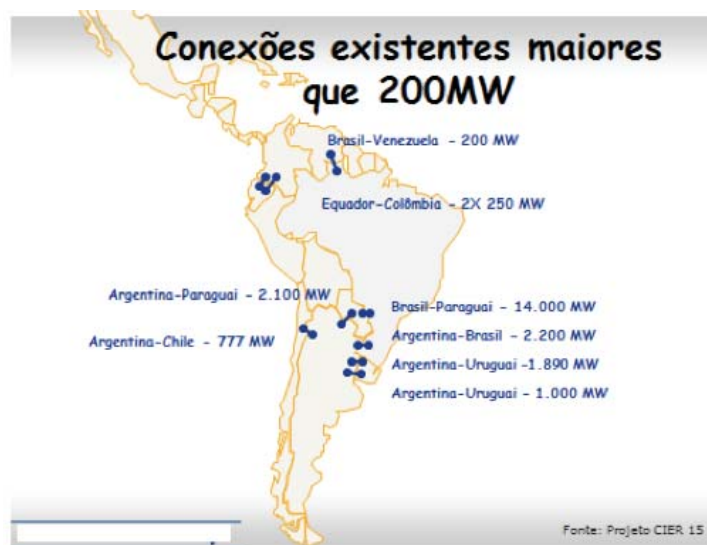 Conexões existentes maiores
que 200MW
Brasil-Venezuela - 200 MW
Equador-Colômbia - 2X 250 MW
Argentina-Paraguai - 2.100 MW
Brasil-Paraguai - 14.000 MW
Argentina-Chile - 777 MW
Argentina-Brasil - 2.200 MW
Argentina-Uruguai -1.890 MW
Argentina-Uruguai - 1.000 MW
Fonte: Projeto CIER 15